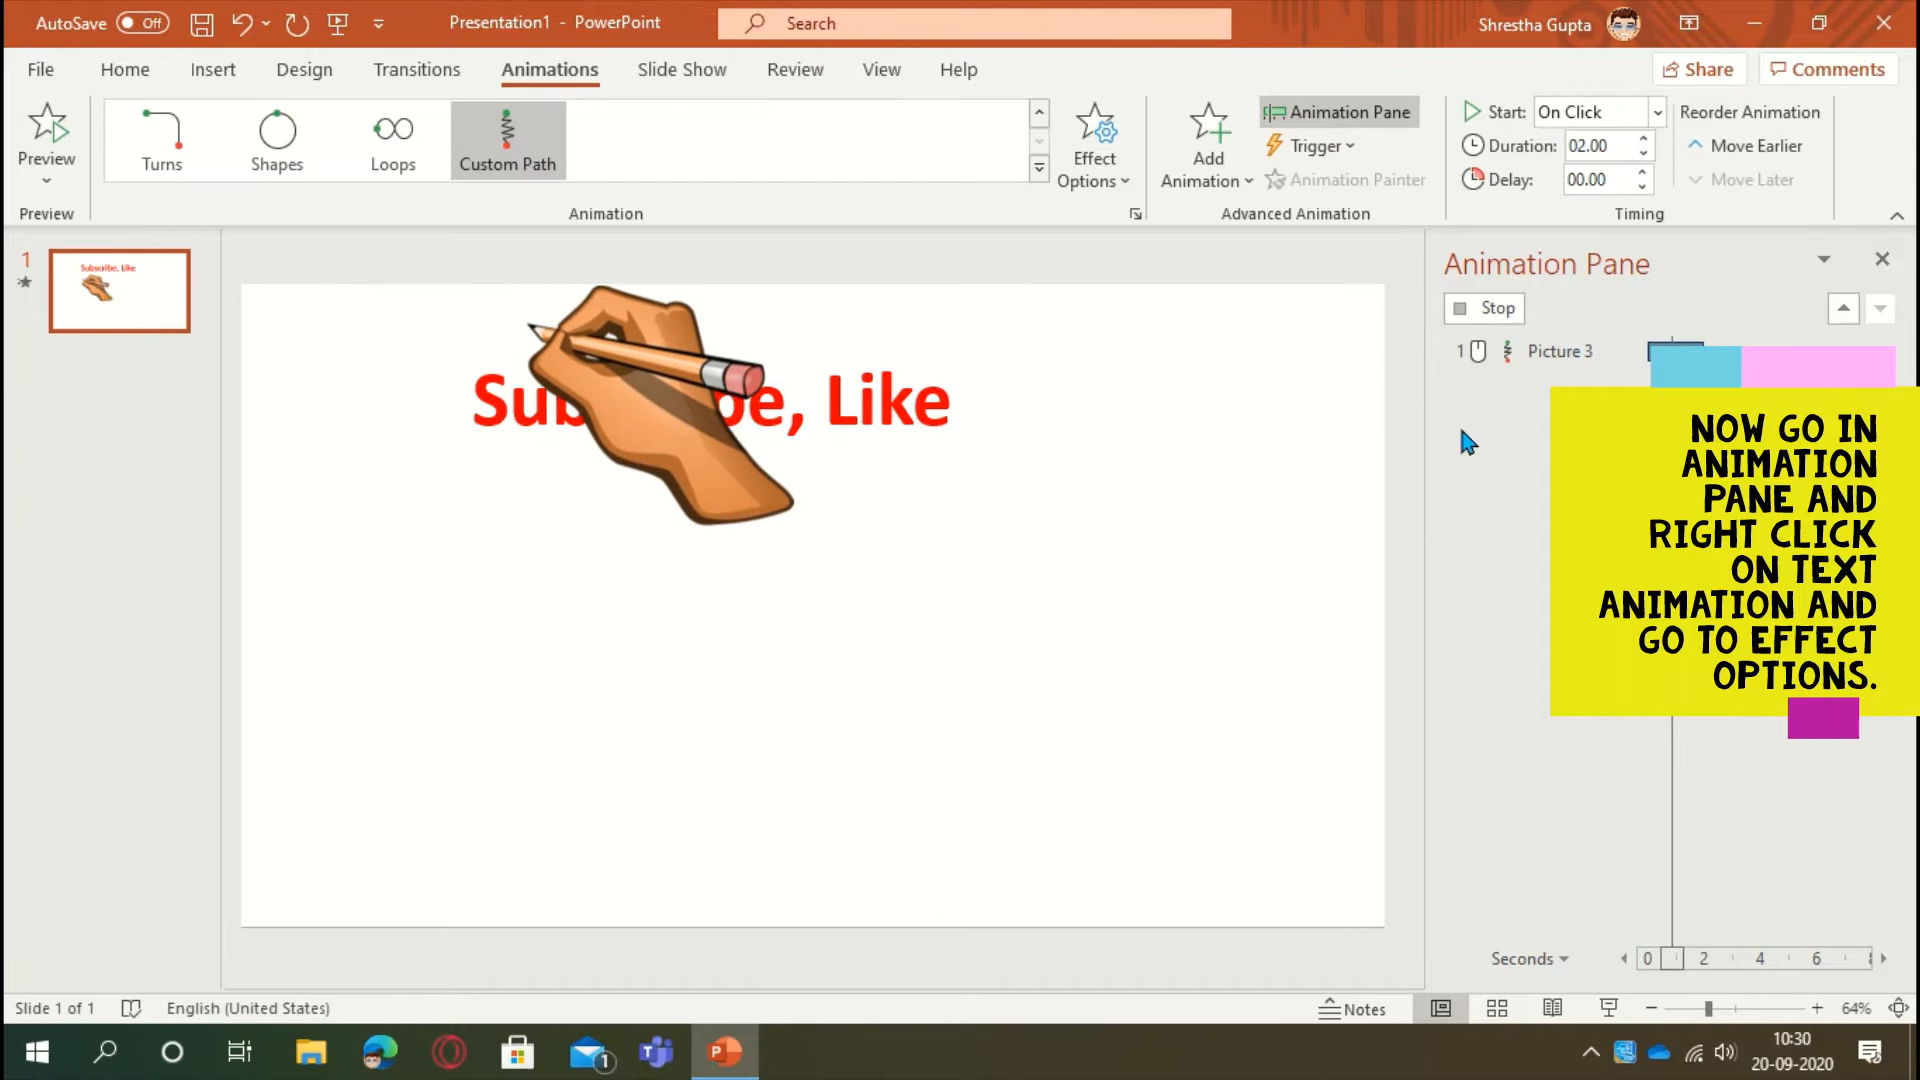 AutoSave Off Presentation1 - PowerPoint Search Shrestha Gupta
File Home Insert Design Transitions Animations Slide Show Review View Help Share Comments
Preview
Turns Shapes Loops Custom Path
Effect Options
Add Animation
Animation Pane
Trigger
Animation Painter
Start: On Click
Duration: 02.00
Delay: 00.00
Reorder Animation
Move Earlier
Move Later
Preview Animation Advanced Animation Timing
1
Subscribe, Like
Like
Animation Pane
Stop
1 Picture 3
NOW GO IN
ANIMATION
PANE AND
RIGHT CLICK
ON TEXT
ANIMATION AND
GO TO EFFECT
OPTIONS.
Seconds 0 2 4 6
Slide 1 of 1 English (United States) Notes 64%
1
10:30
20-09-2020